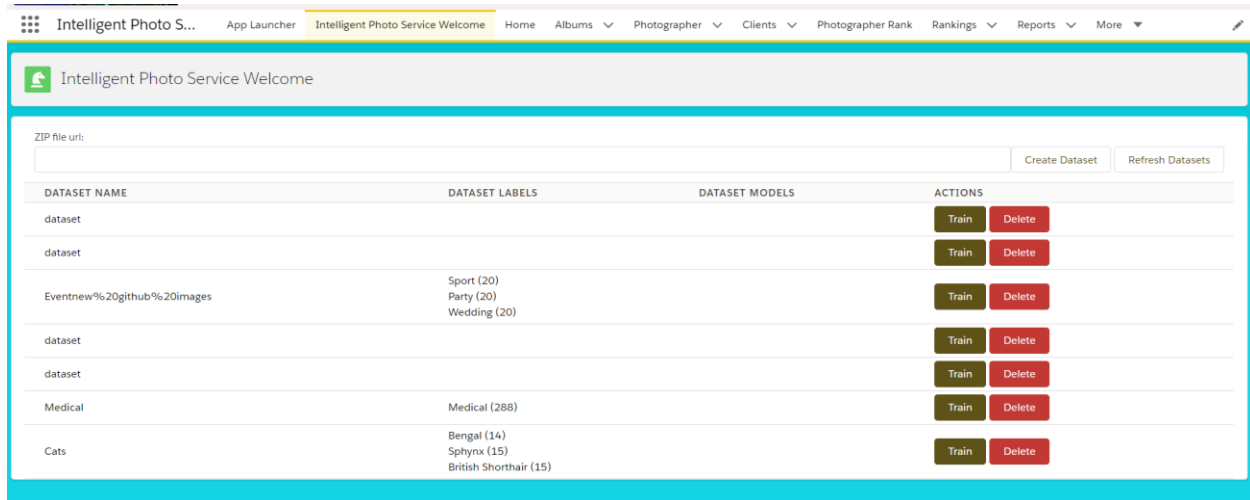 Intelligent Photo S... App Launcher Intelligent Photo Service Welcome Home Albums Photographer Clients Photographer Rank Rankings Reports More
Intelligent Photo Service Welcome
ZIP file url:
Create Dataset Refresh Datasets
DATASET NAME DATASET LABELS DATASET MODELS ACTIONS
dataset Train Delete
dataset Train Delete
Sport (20)
Eventnew%20github%20images Party (20) Train Delete
Wedding (20)
dataset Train Delete
dataset Train Delete
Medical Medical (288) Train Delete
Bengal (14)
Cats Sphynx (15) Train Delete
British Shorthair (15)